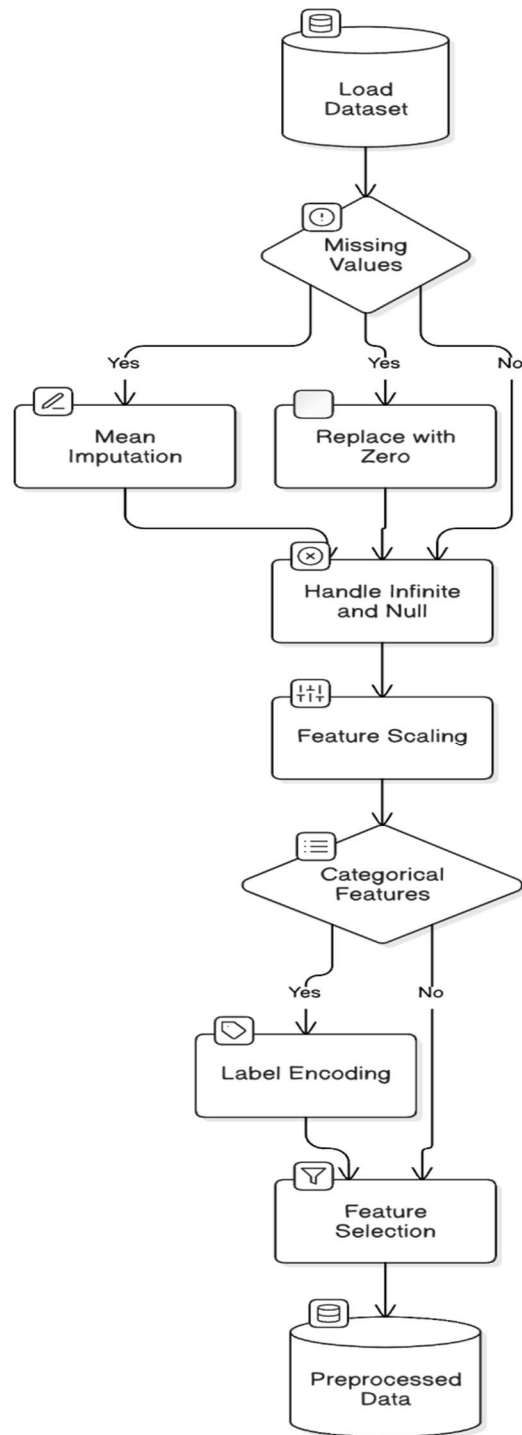 Load
Dataset
Missing
Values
Yes
Yes
No
Mean
Imputation
Replace with
Zero
Handle Infinite
and Null
Feature Scaling
Categorical
Features
Yes
No
Label Encoding
Feature
Selection
Preprocessed
Data